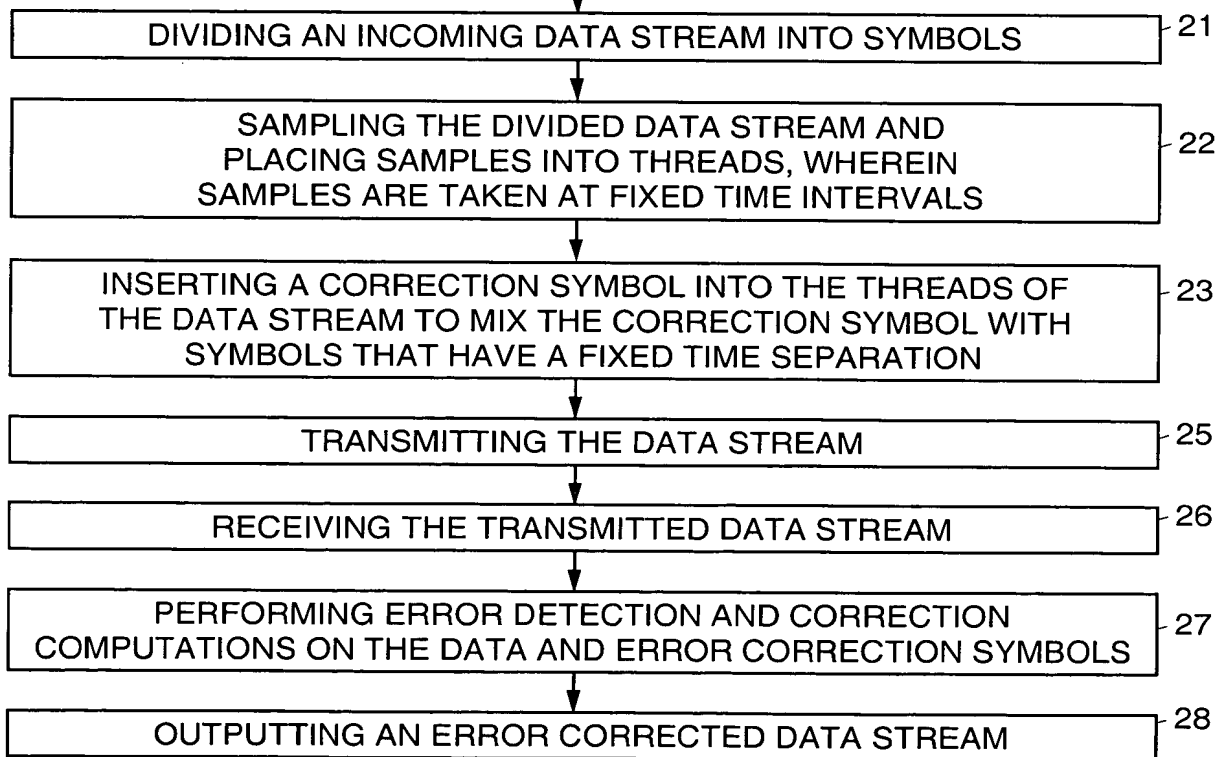 DIVIDING AN INCOMING DATA STREAM INTO SYMBOLS
21
SAMPLING THE DIVIDED DATA STREAM AND
PLACING SAMPLES INTO THREADS, WHEREIN
SAMPLES ARE TAKEN AT FIXED TIME INTERVALS
22
INSERTING A CORRECTION SYMBOL INTO THE THREADS OF
THE DATA STREAM TO MIX THE CORRECTION SYMBOL WITH
SYMBOLS THAT HAVE A FIXED TIME SEPARATION
23
TRANSMITTING THE DATA STREAM
25
RECEIVING THE TRANSMITTED DATA STREAM
26
PERFORMING ERROR DETECTION AND CORRECTION
COMPUTATIONS ON THE DATA AND ERROR CORRECTION SYMBOLS
27
OUTPUTTING AN ERROR CORRECTED DATA STREAM
28